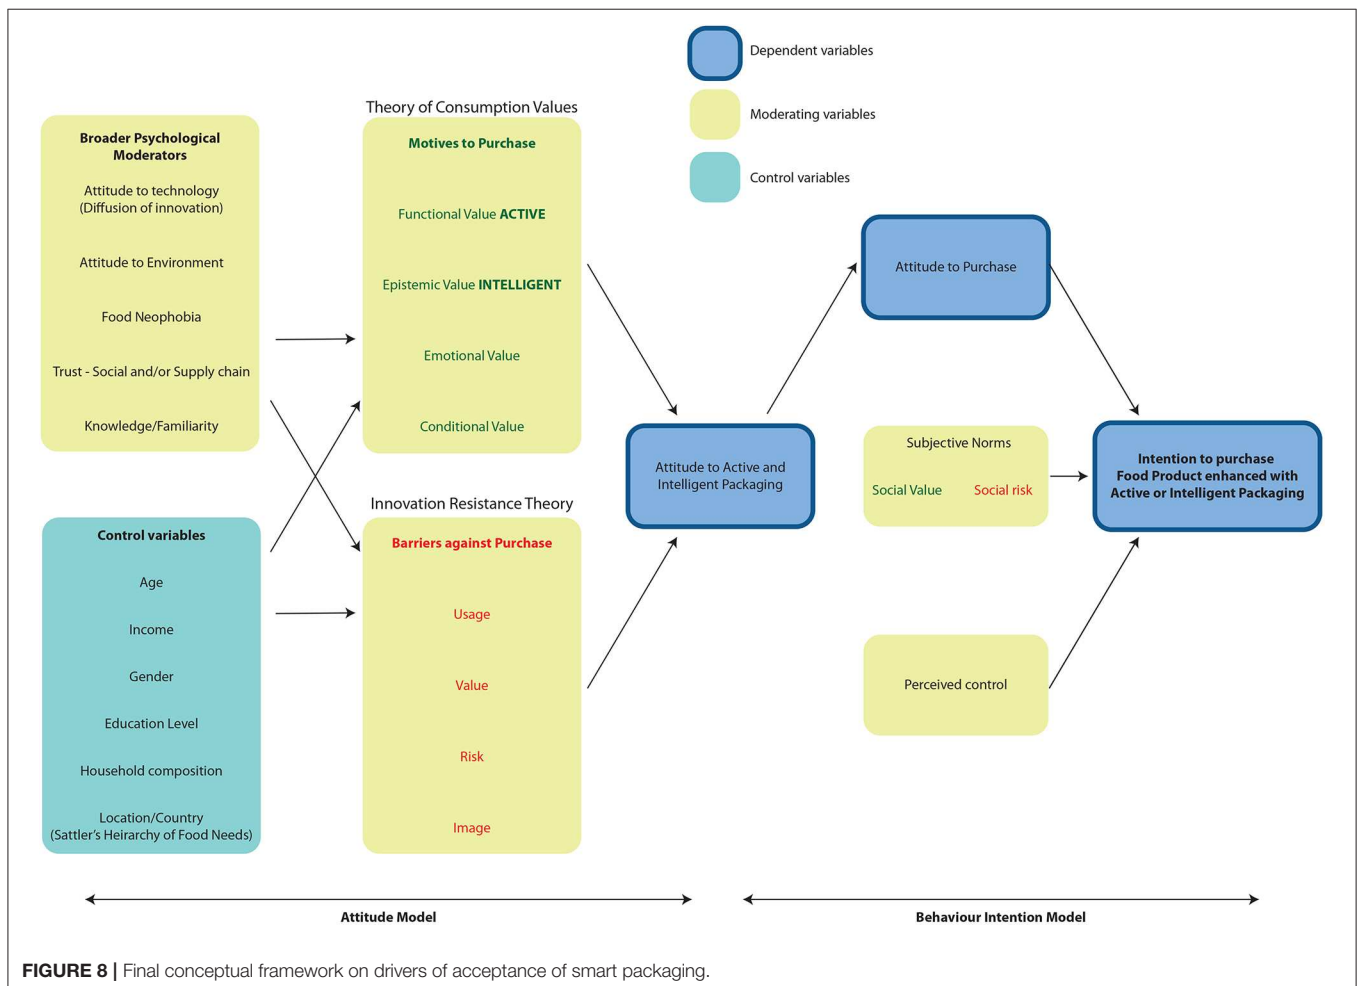 Dependent variables
Moderating variables
Control variables
Broader Psychological
Moderators
Attitude to technology
(Diffusion of innovation)
Attitude to Environment
Food Neophobia
Trust - Social and/or Supply chain
Knowledge/Familiarity
Control variables
Age
Income
Gender
Education Level
Household composition
Location/Country
(Sattler's Heirarchy of Food Needs)
Theory of Consumption Values
Motives to Purchase
Functional Value ACTIVE
Epistemic Value INTELLIGENT
Emotional Value
Conditional Value
Innovation Resistance Theory
Barriers against Purchase
Usage
Value
Risk
Image
Attitude to Active and
Intelligent Packaging
Attitude to Purchase
Subjective Norms
Social Value Social risk
Perceived control
Intention to purchase
Food Product enhanced with
Active or Intelligent Packaging
Attitude Model
Behaviour Intention Model
FIGURE 8 | Final conceptual framework on drivers of acceptance of smart packaging.